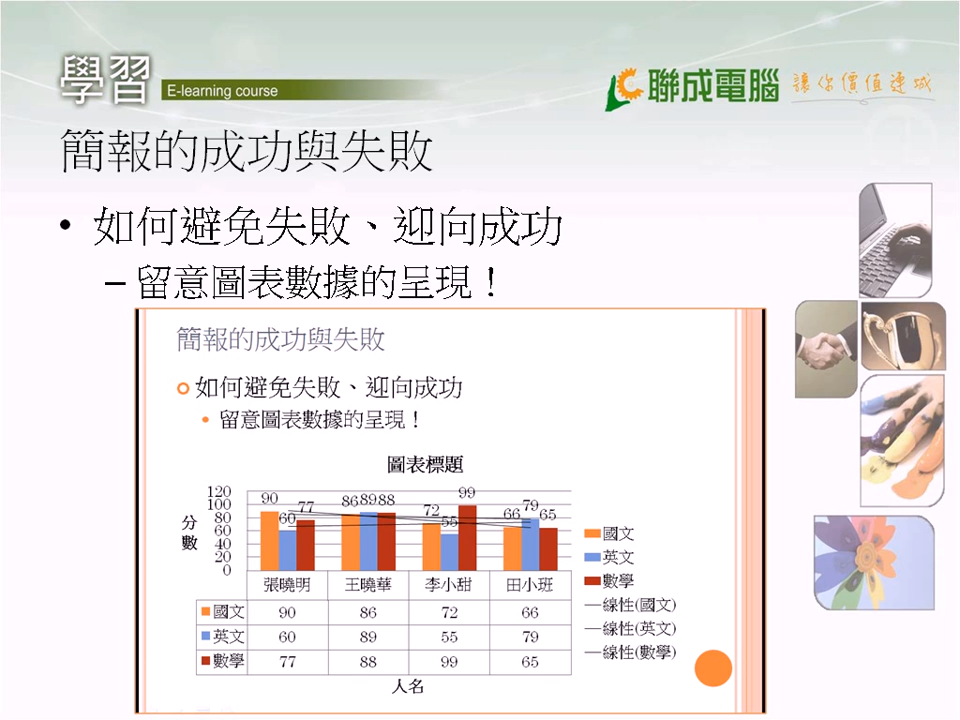 學習
E-learning course
聯成電腦 讓你價值連城
簡報的成功與失敗
• 如何避免失敗、迎向成功
– 留意圖表數據的呈現！
簡報的成功與失敗
如何避免失敗、迎向成功
• 留意圖表數據的呈現！
圖表標題
分數
120
100
80
60
40
20
0
90 60 77
86 89 88
72 55 99
66 79 65
張曉明 王曉華 李小甜 田小班
國文 90 86 72 66
英文 60 89 55 79
數學 77 88 99 65
人名
國文
英文
數學
線性(國文)
線性(英文)
線性(數學)